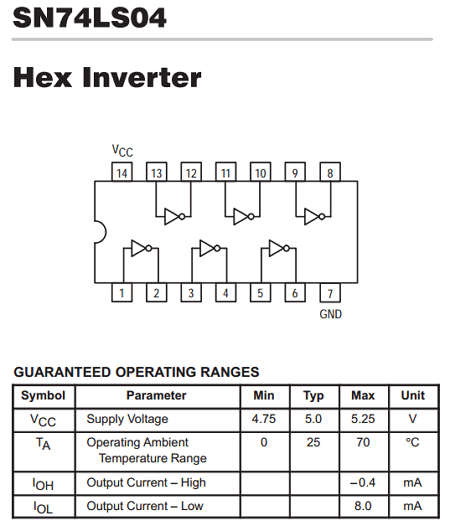 SN74LS04
Hex Inverter
VCC
14 13 12 11 10 9 8
1 2 3 4 5 6 7
GND
GUARANTEED OPERATING RANGES
Symbol Parameter Min Typ Max Unit
VCC Supply Voltage 4.75 5.0 5.25 V
TA Operating Ambient 0 25 70 °C
Temperature Range
IOH Output Current – High –0.4 mA
IOL Output Current – Low 8.0 mA